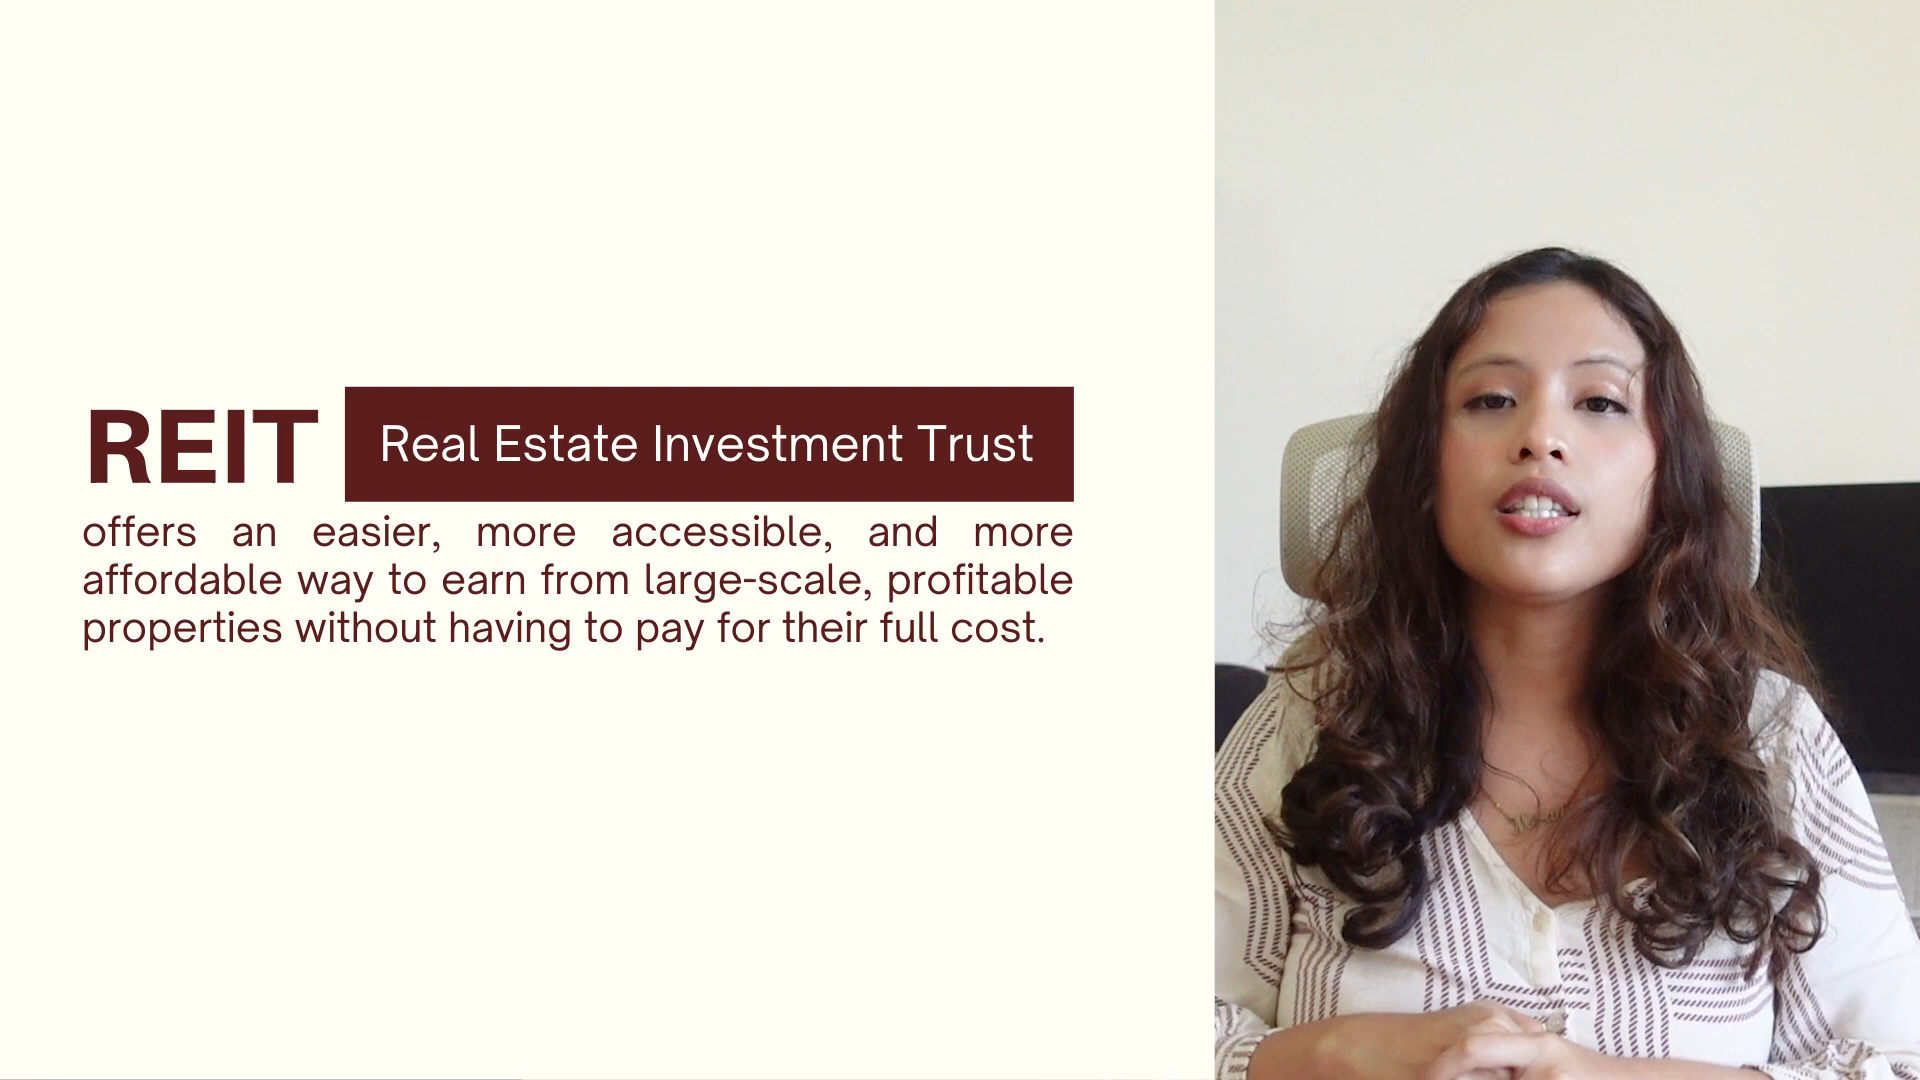 REIT Real Estate Investment Trust
offers an easier, more accessible, and more
affordable way to earn from large-scale, profitable
properties without having to pay for their full cost.